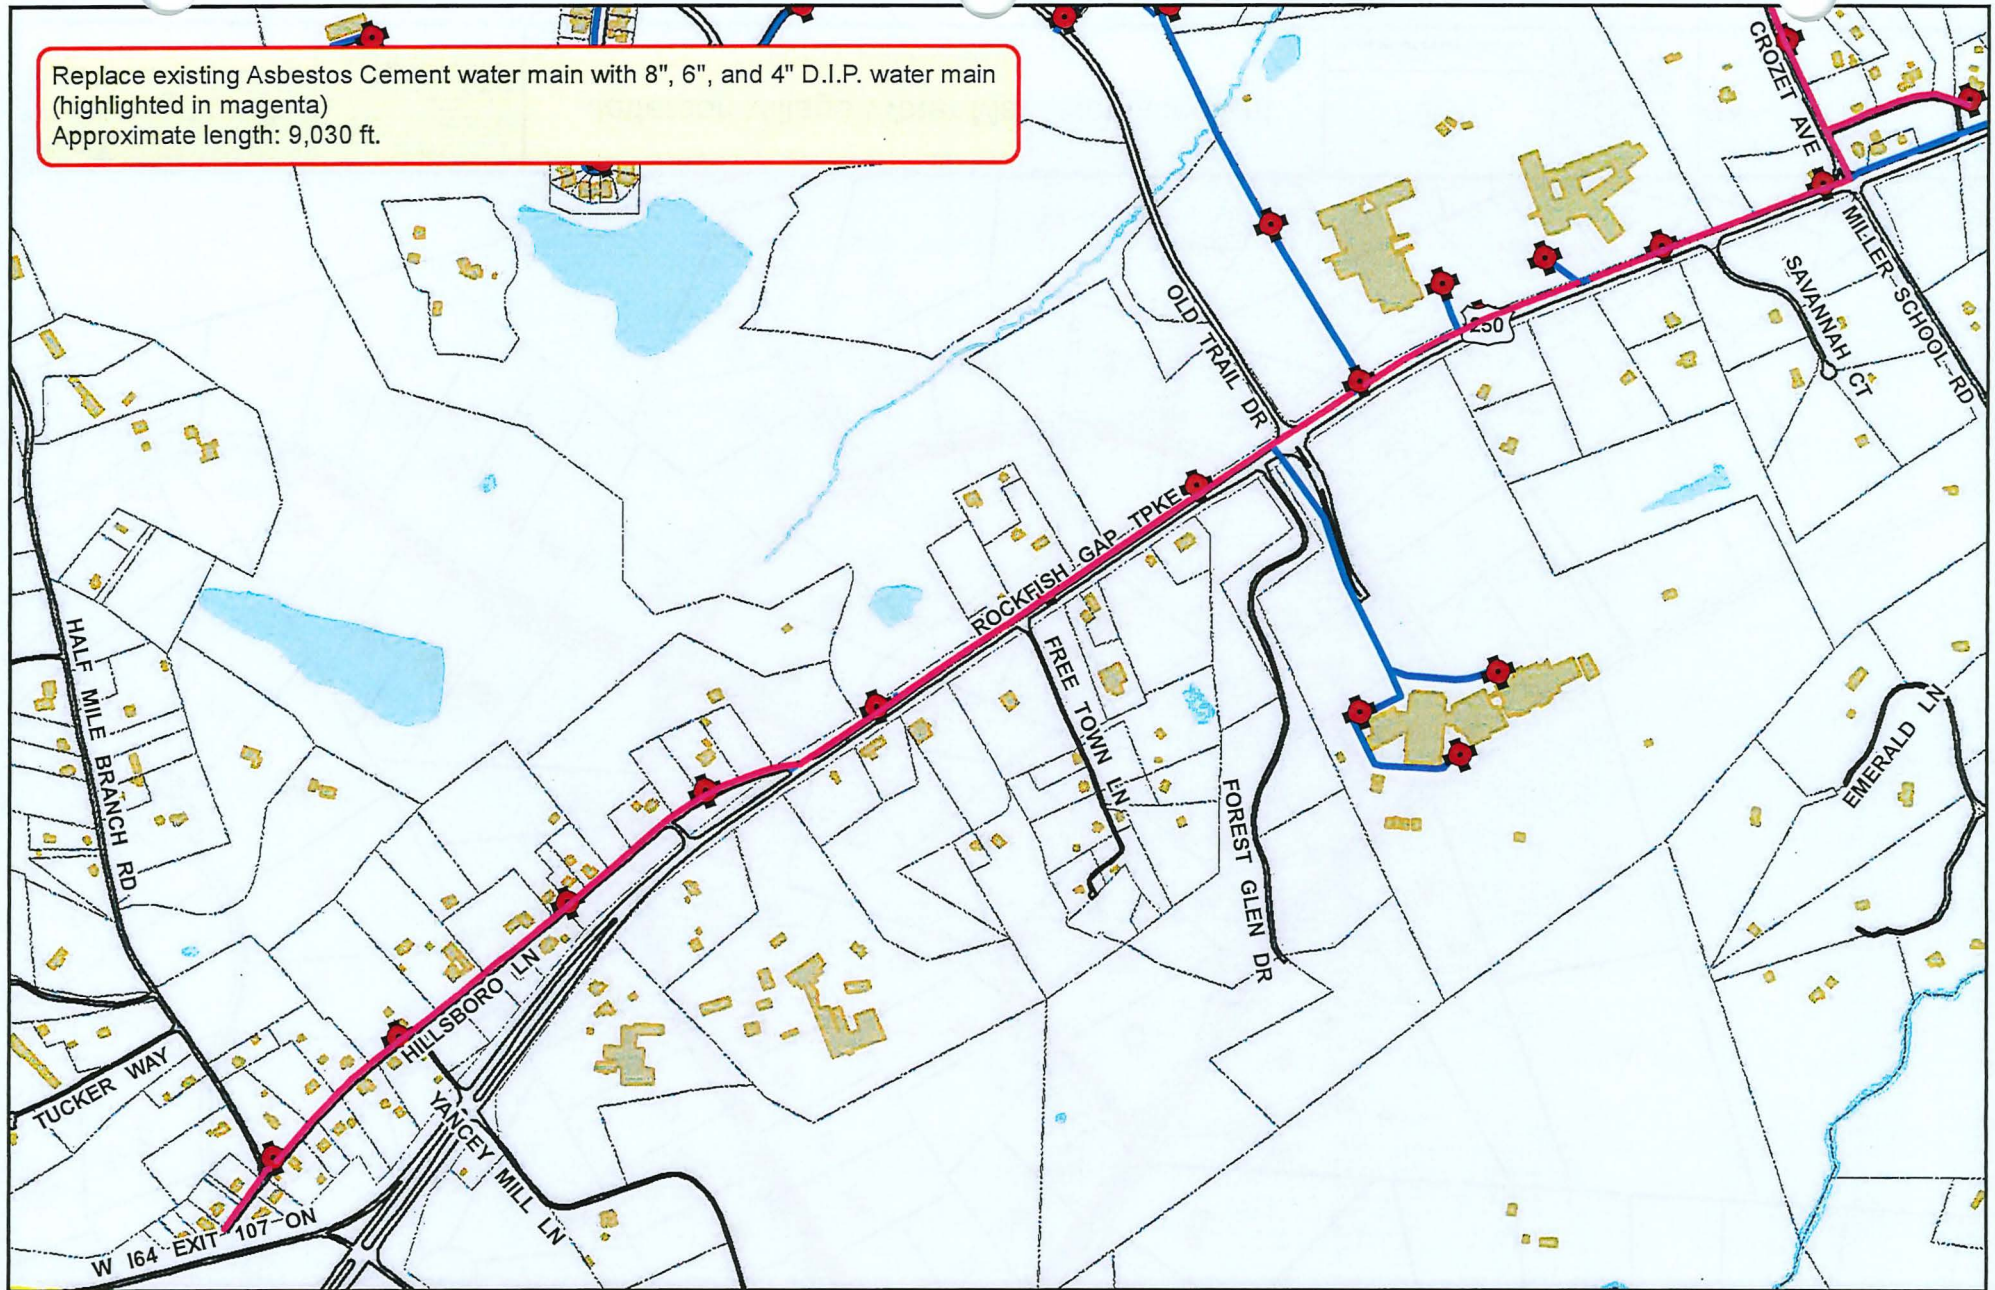 Replace existing Asbestos Cement water main with 8", 6", and 4" D.I.P. water main
(highlighted in magenta)
Approximate length: 9,030 ft.
CROZET AVE
MILLER SCHOOL RD
SAVANNAH CT
OLD TRAIL DR
250
ROCKFISH GAP TPKE
FREE TOWN LN
FOREST GLEN DR
EMERALD LN
HALF MILE BRANCH RD
HILLSBORO LN
TUCKER WAY
YANCEY MILL LN
W I64 EXIT 107-ON